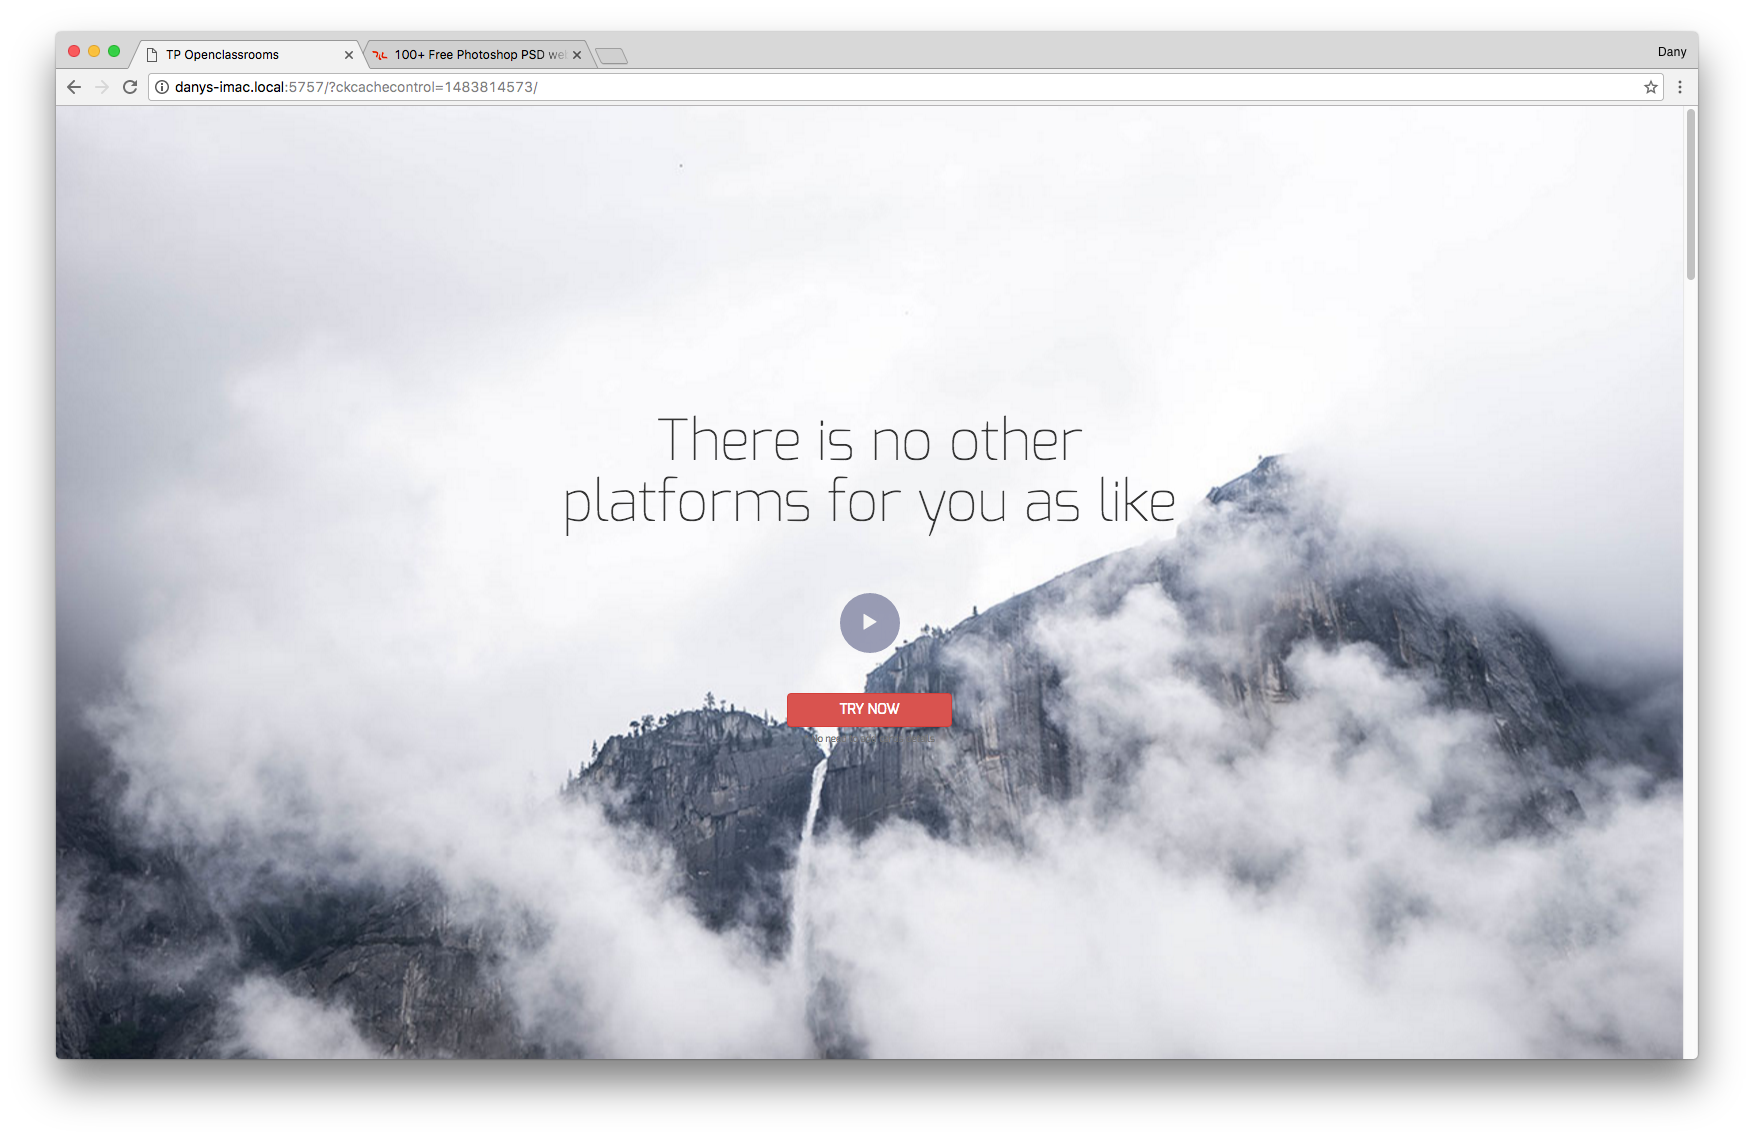 TP Openclassrooms
100+ Free Photoshop PSD we
Dany
danys-imac.local:5757/?ckcachecontrol=1483814573/
There is no other
platforms for you as like
TRY NOW